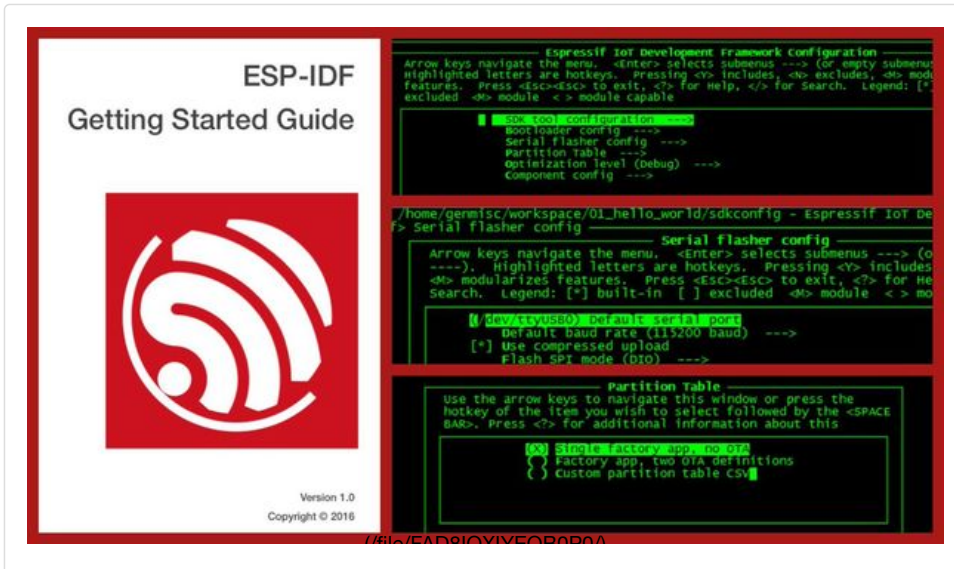 ESP-IDF
Getting Started Guide
Version 1.0
Copyright © 2016
Espressif IoT Development Framework Configuration
Arrow keys navigate the menu. <Enter> selects submenus ---> (or empty submenu
Highlighted letters are hotkeys. Pressing <Y> includes, <N> excludes, <M> mod
features. Press <Esc><Esc> to exit, <?> for Help, </> for Search. Legend: [*]
excluded <M> module < > module capable
SDK tool configuration --->
Bootloader config --->
Serial flasher config --->
Partition Table --->
Optimization level (Debug) --->
Component config --->
/home/genmisc/workspace/01_hello_world/sdkconfig - Espressif IoT De
> Serial flasher config
Serial flasher config
Arrow keys navigate the menu. <Enter> selects submenus ---> (o
----). Highlighted letters are hotkeys. Pressing <Y> includes
<M> modularizes features. Press <Esc><Esc> to exit, <?> for He
Search. Legend: [*] built-in [ ] excluded <M> module < > mo
(/dev/ttyUSB0) Default serial port
Default baud rate (115200 baud) --->
[*] Use compressed upload
Flash SPI mode (DIO) --->
Partition Table
Use the arrow keys to navigate this window or press the
hotkey of the item you wish to select followed by the <SPACE
BAR>. Press <?> for additional information about this
(X) Single factory app, no OTA
( ) Factory app, two OTA definitions
( ) Custom partition table CSV